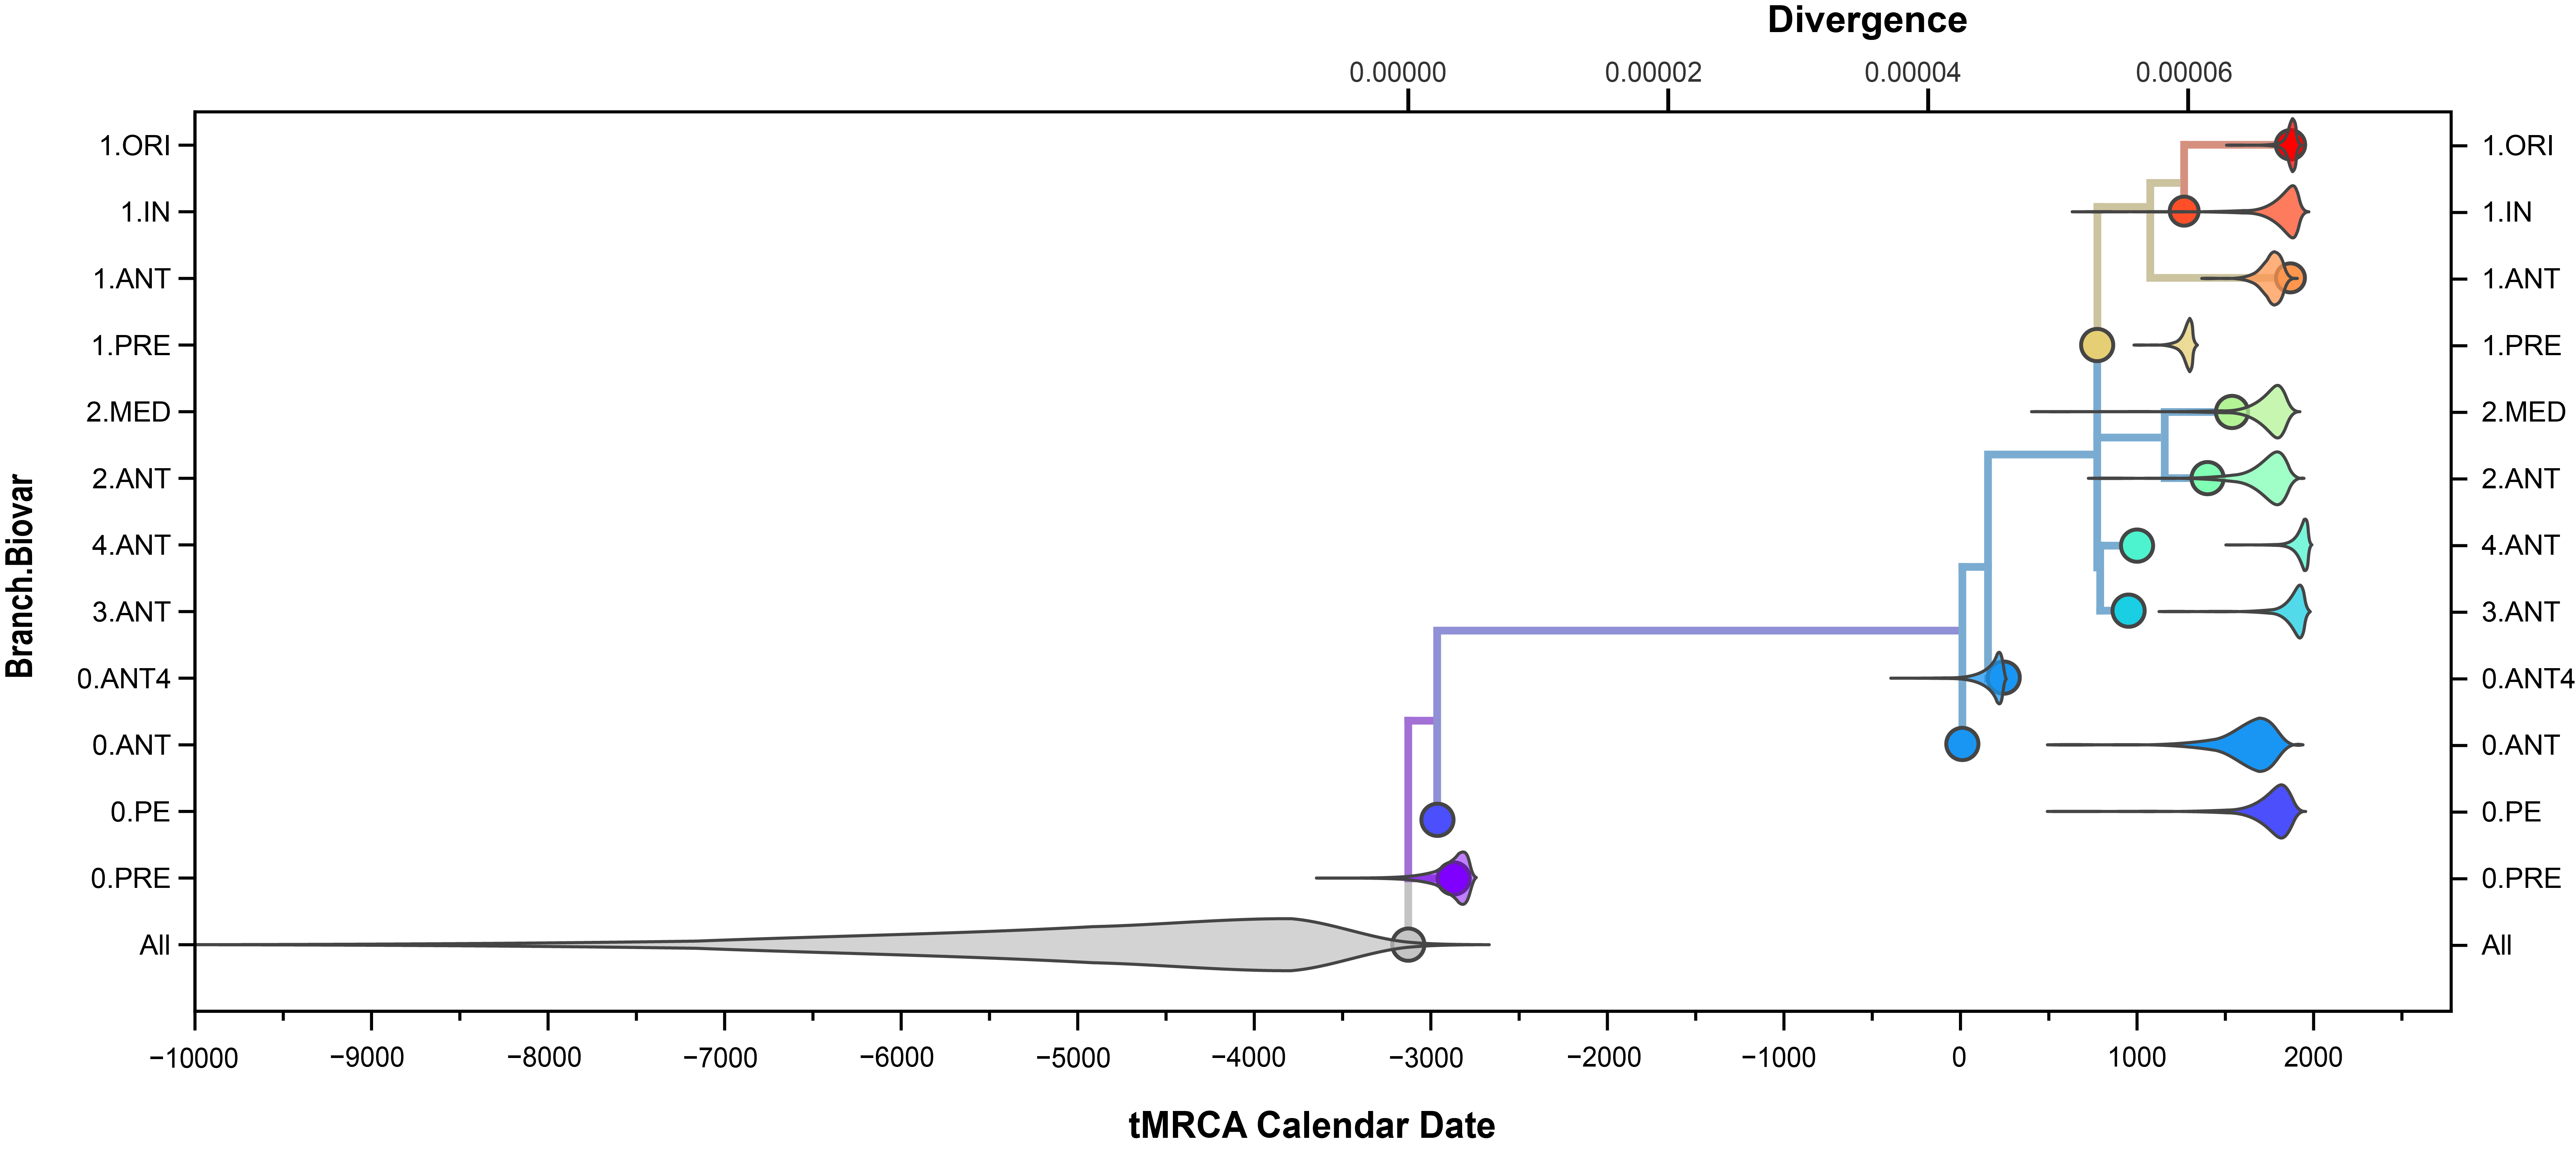 Divergence
0.00000 0.00002 0.00004 0.00006
1.ORI 1.ORI
1.IN 1.IN
1.ANT 1.ANT
1.PRE 1.PRE
2.MED 2.MED
2.ANT 2.ANT
4.ANT 4.ANT
3.ANT 3.ANT
0.ANT4 0.ANT4
0.ANT 0.ANT
0.PE 0.PE
0.PRE 0.PRE
All All
Branch.Biovar
−10000 −9000 −8000 −7000 −6000 −5000 −4000 −3000 −2000 −1000 0 1000 2000
tMRCA Calendar Date